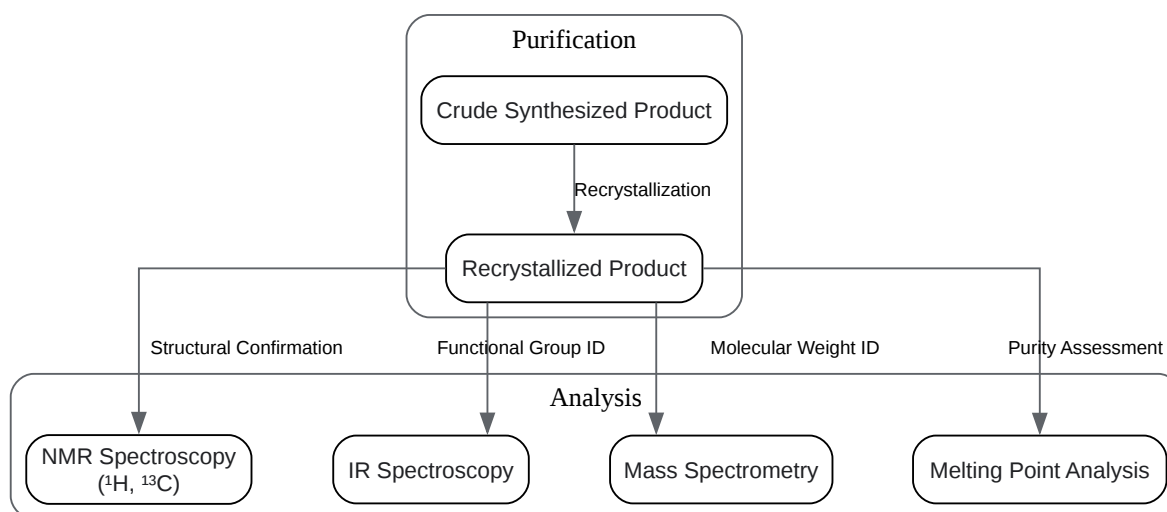 Purification
Crude Synthesized Product
Recrystallization
Recrystallized Product
Structural Confirmation
Functional Group ID
Molecular Weight ID
Purity Assessment
Analysis
NMR Spectroscopy
(¹H, ¹³C)
IR Spectroscopy
Mass Spectrometry
Melting Point Analysis